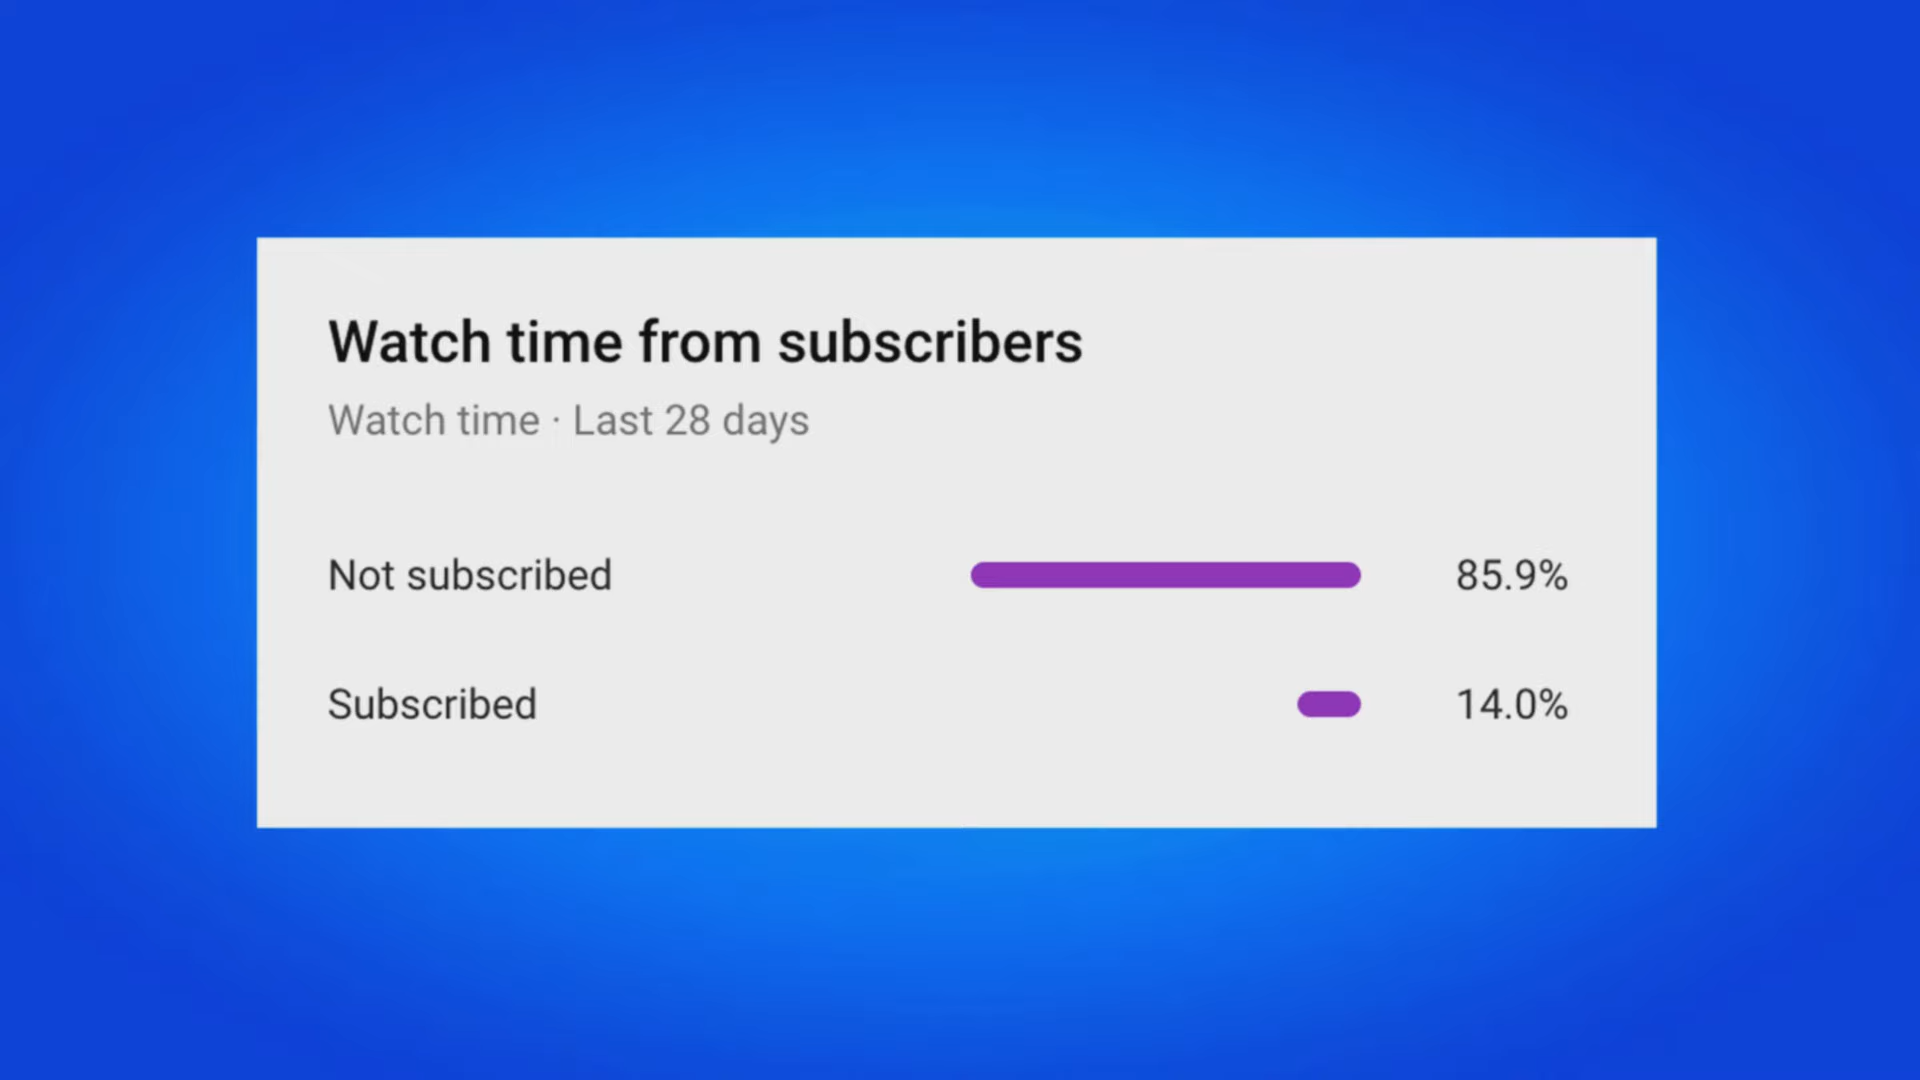 Watch time from subscribers
Watch time · Last 28 days
Not subscribed 85.9%
Subscribed 14.0%